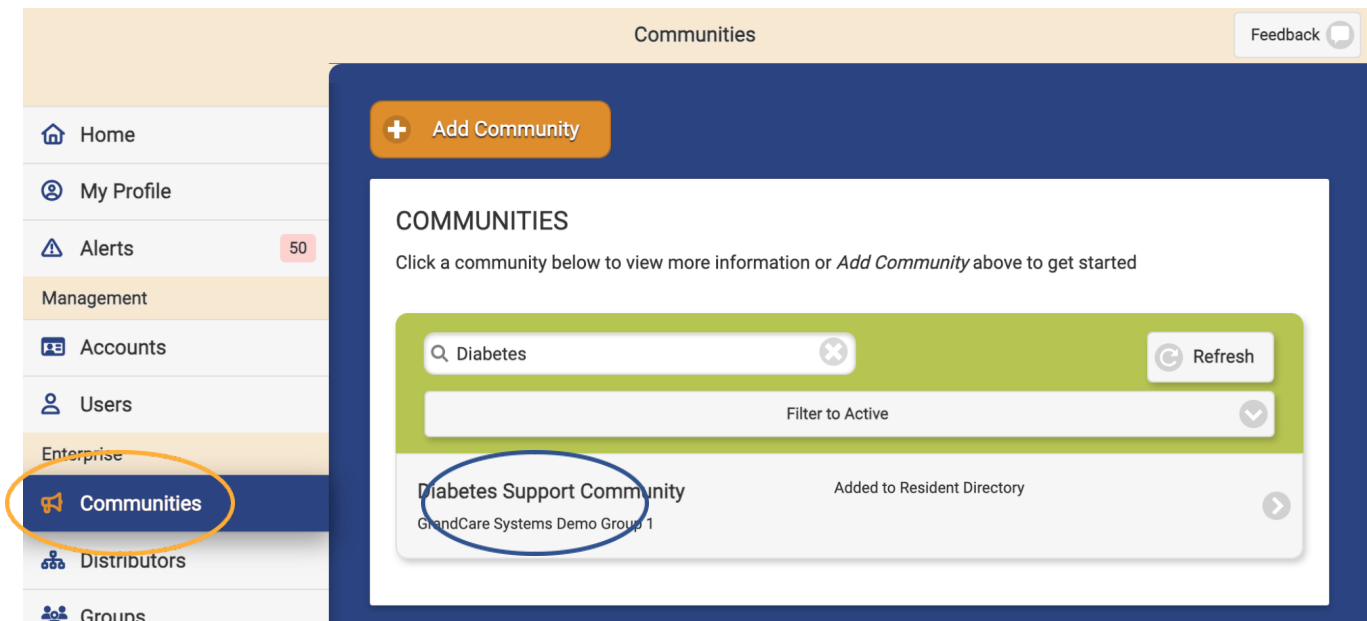 Communities
Feedback
Home
My Profile
Alerts
50
Management
Accounts
Users
Enterprise
Communities
Distributors
Groups
Add Community
COMMUNITIES
Click a community below to view more information or Add Community above to get started
Diabetes
Refresh
Filter to Active
Diabetes Support Community
Added to Resident Directory
GrandCare Systems Demo Group 1